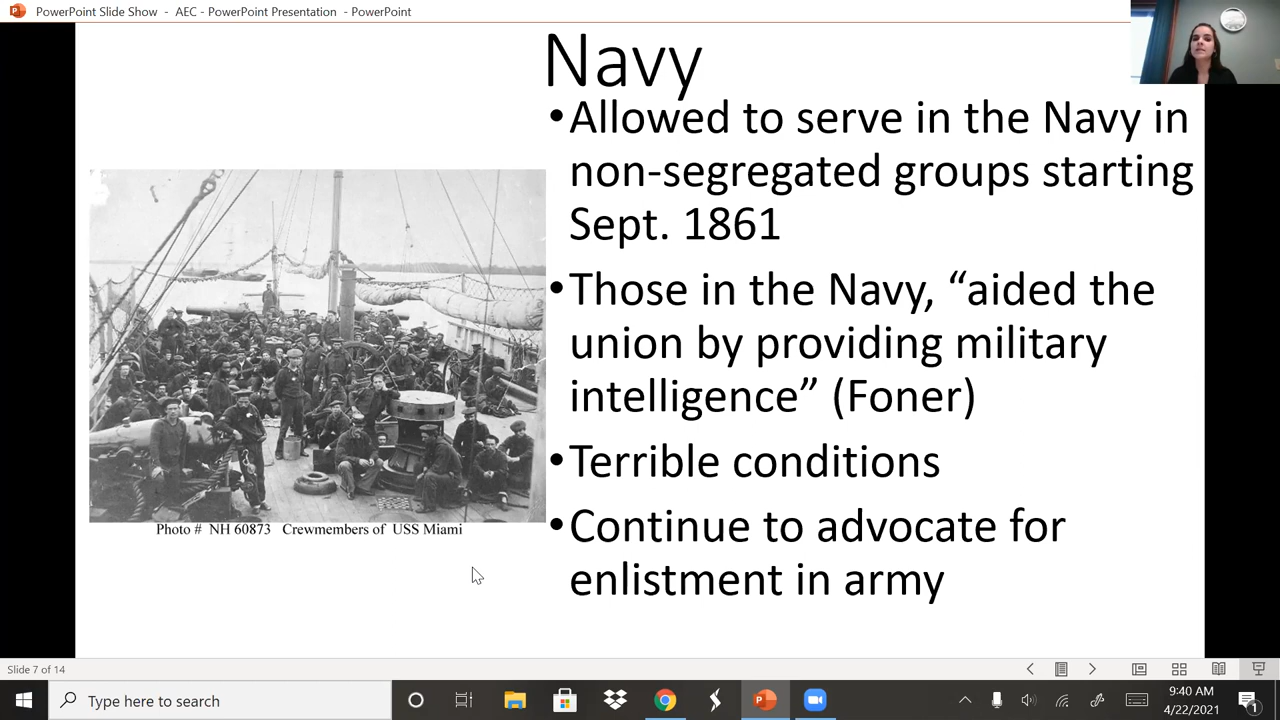 PowerPoint Slide Show - AEC - PowerPoint Presentation - PowerPoint
Navy
•Allowed to serve in the Navy in
non-segregated groups starting
Sept. 1861
•Those in the Navy, “aided the
union by providing military
intelligence” (Foner)
•Terrible conditions
•Continue to advocate for
enlistment in army
Photo # NH 60873 Crewmembers of USS Miami
Slide 7 of 14
Type here to search
9:40 AM
4/22/2021
1